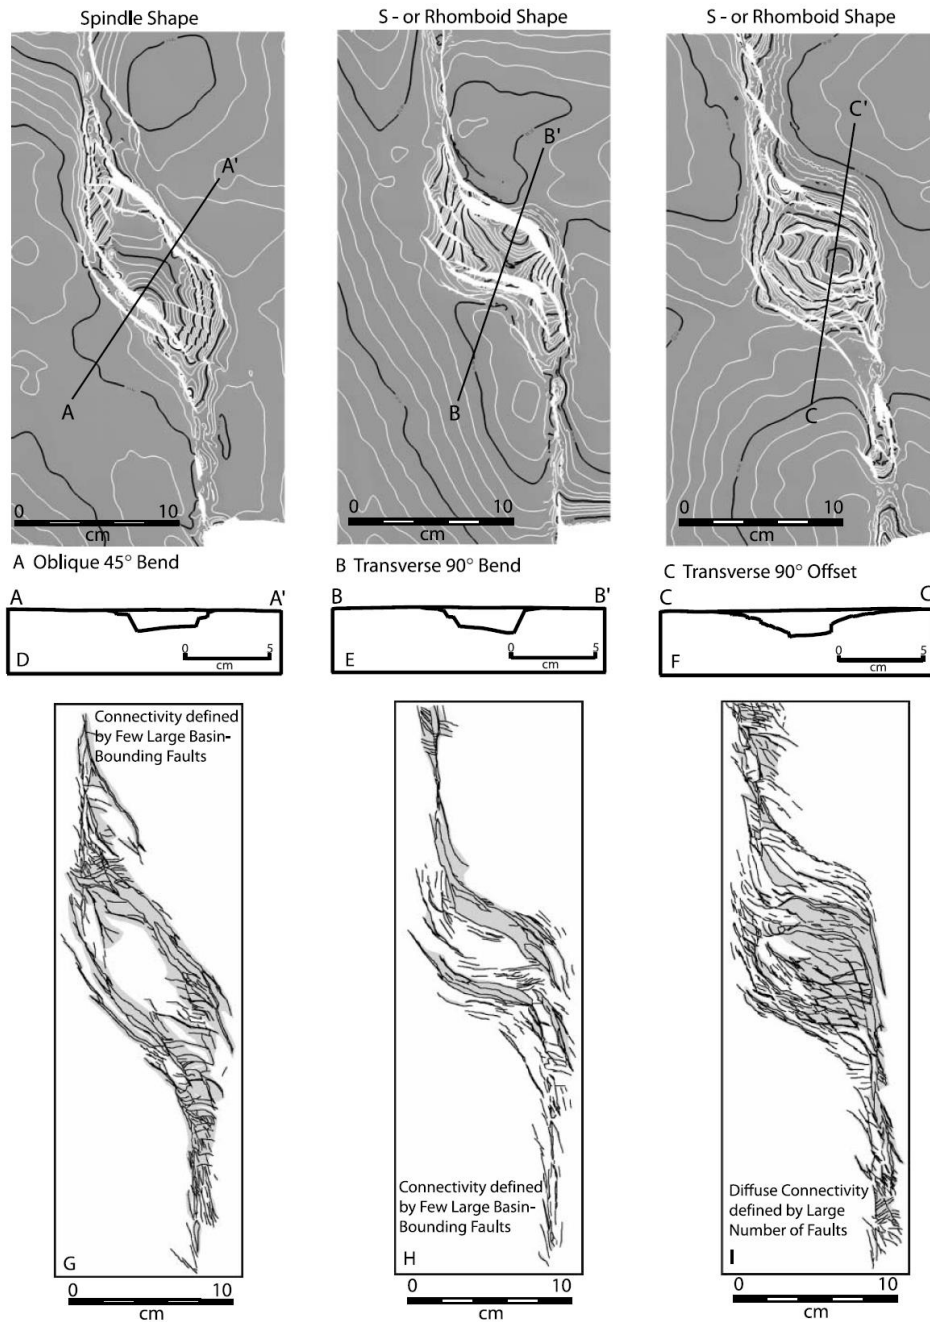 Spindle Shape
S - or Rhomboid Shape
S - or Rhomboid Shape
A'
A
B'
B
C'
C
0 10
cm
0 10
cm
0 10
cm
A Oblique 45° Bend
B Transverse 90° Bend
C Transverse 90° Offset
A A'
D
0 5
cm
B B'
E
0 5
cm
C C
F
0 5
cm
Connectivity defined
by Few Large Basin-
Bounding Faults
G
0 10
cm
Connectivity defined
by Few Large Basin-
Bounding Faults
H
0 10
cm
Diffuse Connectivity
defined by Large
Number of Faults
I
0 10
cm